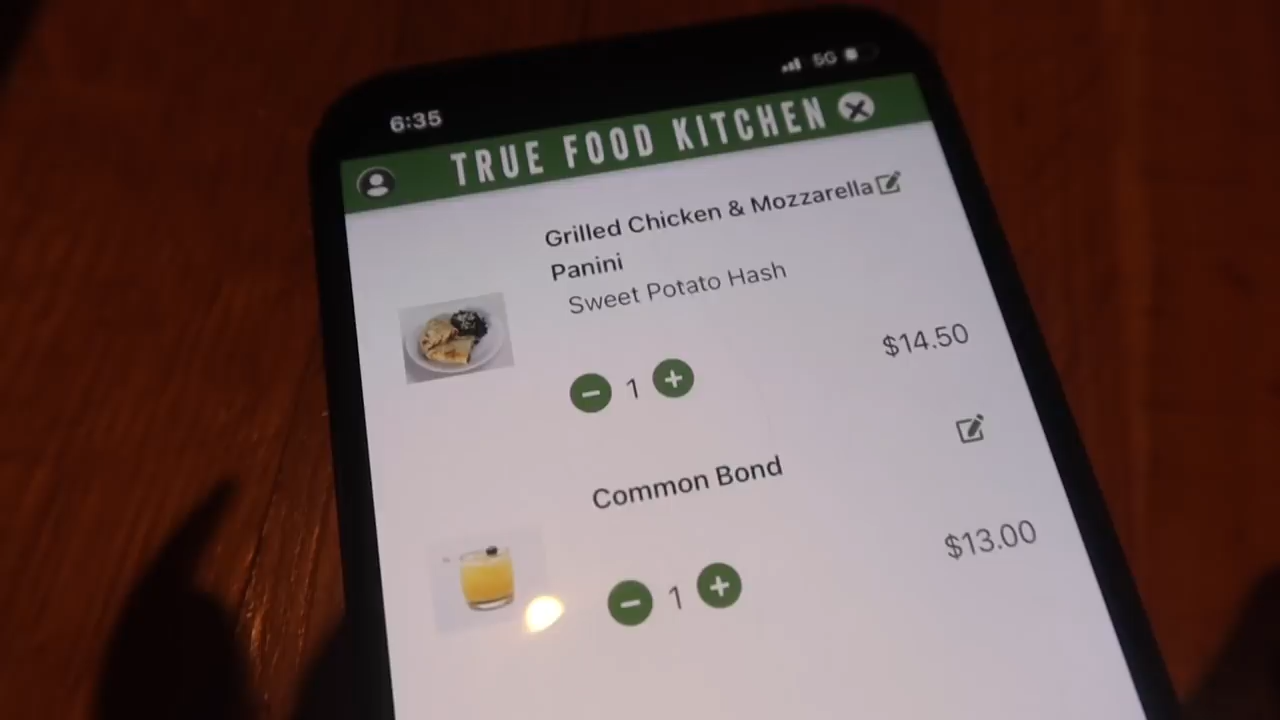 6:35
5G
TRUE FOOD KITCHEN
Grilled Chicken & Mozzarella
Panini
Sweet Potato Hash
$14.50
1
Common Bond
$13.00
1